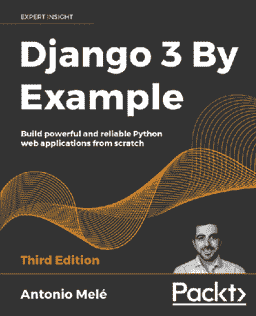 EXPERT INSIGHT
Django 3 By
Example
Build powerful and reliable Python
web applications from scratch
Third Edition
Antonio Melé
Packt>